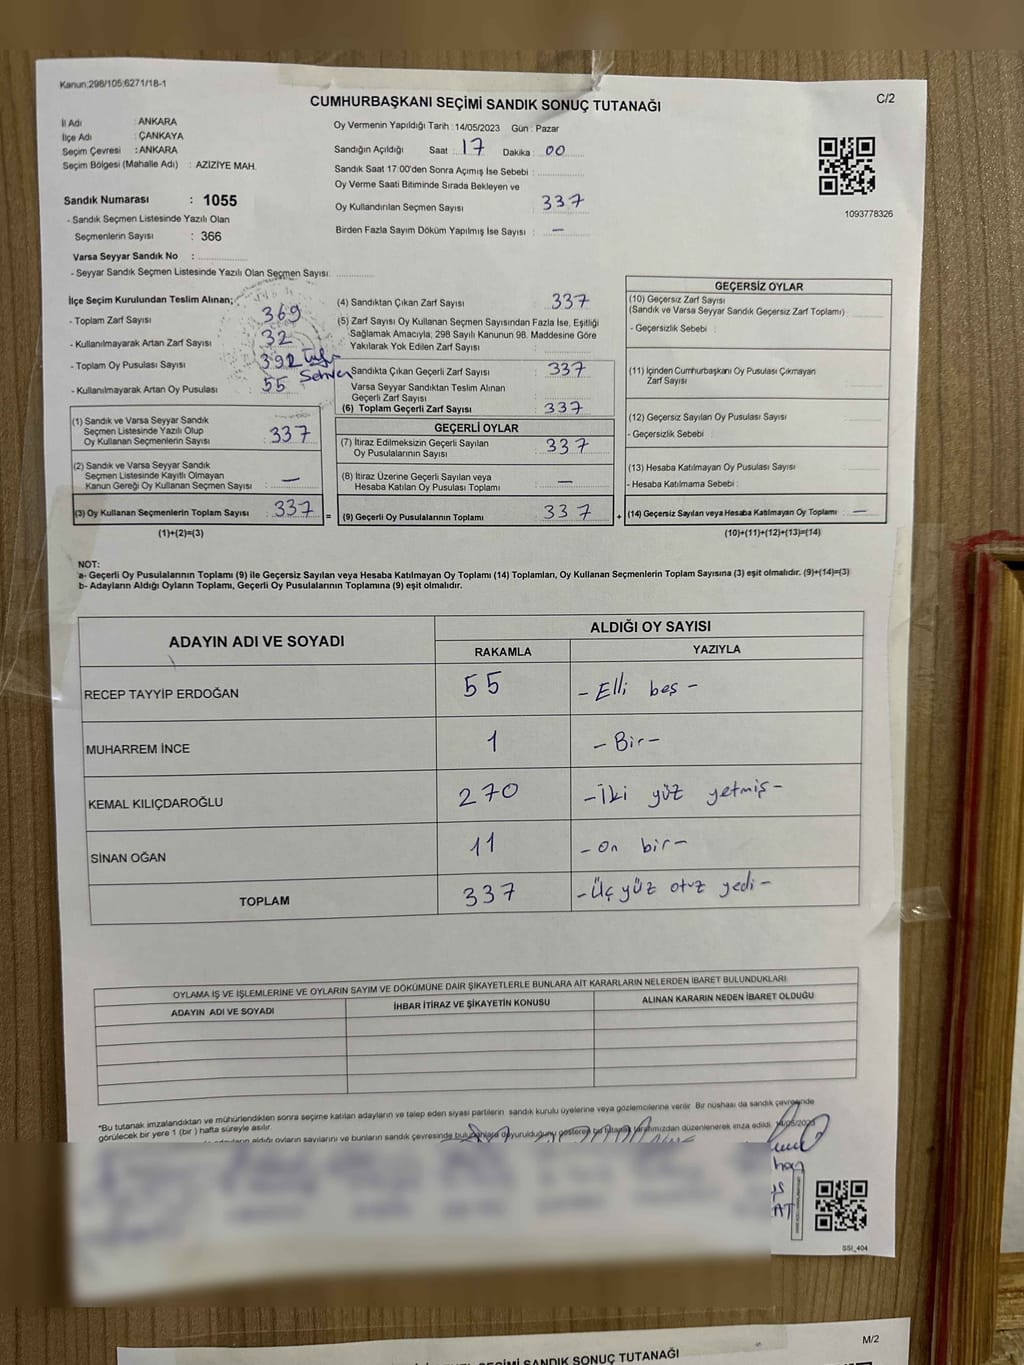 Kanun:298/105;6271/18-1
C/2
CUMHURBAŞKANI SEÇİMİ SANDIK SONUÇ TUTANAĞI
İl Adı : ANKARA
İlçe Adı : ÇANKAYA
Seçim Çevresi : ANKARA
Seçim Bölgesi (Mahalle Adı) : AZİZİYE MAH.
Sandık Numarası : 1055
- Sandık Seçmen Listesinde Yazılı Olan
Seçmenlerin Sayısı : 366
Varsa Seyyar Sandık No :
- Seyyar Sandık Seçmen Listesinde Yazılı Olan Seçmen Sayısı:
Oy Vermenin Yapıldığı Tarih : 14/05/2023 Gün : Pazar
Sandığın Açıldığı Saat : 17 Dakika : 00
Sandık Saat 17.00'den Sonra Açımış İse Sebebi :
Oy Verme Saati Bitiminde Sırada Bekleyen ve
Oy Kullandırılan Seçmen Sayısı : 337
Birden Fazla Sayım Döküm Yapılmış İse Sayısı : —
1093778326
İlçe Seçim Kurulundan Teslim Alınan;
- Toplam Zarf Sayısı : 369
- Kullanılmayarak Artan Zarf Sayısı : 32
- Toplam Oy Pusulası Sayısı : 392
- Kullanılmayarak Artan Oy Pusulası : 55
(1) Sandık ve Varsa Seyyar Sandık
Seçmen Listesinde Yazılı Olup
Oy Kullanan Seçmenlerin Sayısı : 337
(2) Sandık ve Varsa Seyyar Sandık
Seçmen Listesinde Kayıtlı Olmayan
Kanun Gereği Oy Kullanan Seçmen Sayısı : —
(3) Oy Kullanan Seçmenlerin Toplam Sayısı : 337 =
(1)+(2)=(3)
(4) Sandıktan Çıkan Zarf Sayısı : 337
(5) Zarf Sayısı Oy Kullanan Seçmen Sayısından Fazla İse, Eşitliği
Sağlamak Amacıyla; 298 Sayılı Kanunun 98. Maddesine Göre
Yakılarak Yok Edilen Zarf Sayısı :
Sandıkta Çıkan Geçerli Zarf Sayısı : 337
Varsa Seyyar Sandıktan Teslim Alınan
Geçerli Zarf Sayısı :
(6) Toplam Geçerli Zarf Sayısı : 337
GEÇERLİ OYLAR
(7) İtiraz Edilmeksizin Geçerli Sayılan
Oy Pusulalarının Sayısı : 337
(8) İtiraz Üzerine Geçerli Sayılan veya
Hesaba Katılan Oy Pusulası Toplamı : —
(9) Geçerli Oy Pusulalarının Toplamı : 337 +
GEÇERSİZ OYLAR
(10) Geçersiz Zarf Sayısı
(Sandık ve Varsa Seyyar Sandık Geçersiz Zarf Toplamı) :
- Geçersizlik Sebebi :
(11) İçinden Cumhurbaşkanı Oy Pusulası Çıkmayan
Zarf Sayısı :
(12) Geçersiz Sayılan Oy Pusulası Sayısı :
- Geçersizlik Sebebi :
(13) Hesaba Katılmayan Oy Pusulası Sayısı :
- Hesaba Katılmama Sebebi :
(14) Geçersiz Sayılan veya Hesaba Katılmayan Oy Toplamı : —
(10)+(11)+(12)+(13)=(14)
NOT:
a- Geçerli Oy Pusulalarının Toplamı (9) ile Geçersiz Sayılan veya Hesaba Katılmayan Oy Toplamı (14) Toplamları, Oy Kullanan Seçmenlerin Toplam Sayısına (3) eşit olmalıdır. (9)+(14)=(3)
b- Adayların Aldığı Oyların Toplamı, Geçerli Oy Pusulalarının Toplamına (9) eşit olmalıdır.
ADAYIN ADI VE SOYADI
ALDIĞI OY SAYISI
RAKAMLA YAZIYLA
RECEP TAYYİP ERDOĞAN 55 - Elli beş -
MUHARREM İNCE 1 - Bir -
KEMAL KILIÇDAROĞLU 270 - İki yüz yetmiş -
SİNAN OĞAN 11 - on bir -
TOPLAM 337 - Üç yüz otuz yedi -
OYLAMA İŞ VE İŞLEMLERİNE VE OYLARIN SAYIM VE DÖKÜMÜNE DAİR ŞİKAYETLERLE BUNLARA AİT KARARLARIN NELERDEN İBARET BULUNDUKLARI
ADAYIN ADI VE SOYADI İHBAR İTİRAZ VE ŞİKAYETİN KONUSU ALINAN KARARIN NEDEN İBARET OLDUĞU
*Bu tutanak imzalandıktan ve mühürlendikten sonra seçime katılan adayların ve talep eden siyasi partilerin sandık kurulu üyelerine veya gözlemcilerine verilir. Bir nüshası da sandık çevresinde
görülecek bir yere 1 (bir ) hafta süreyle asılır.
aldığı oyların sayılarını ve bunların sandık çevresinde duyurulduğunu gösteren bu tutanak tarafımızdan düzenlenerek imza edildi. 14/05/2023
SSI_404
M/2
SEÇİMİ SANDIK SONUÇ TUTANAĞI